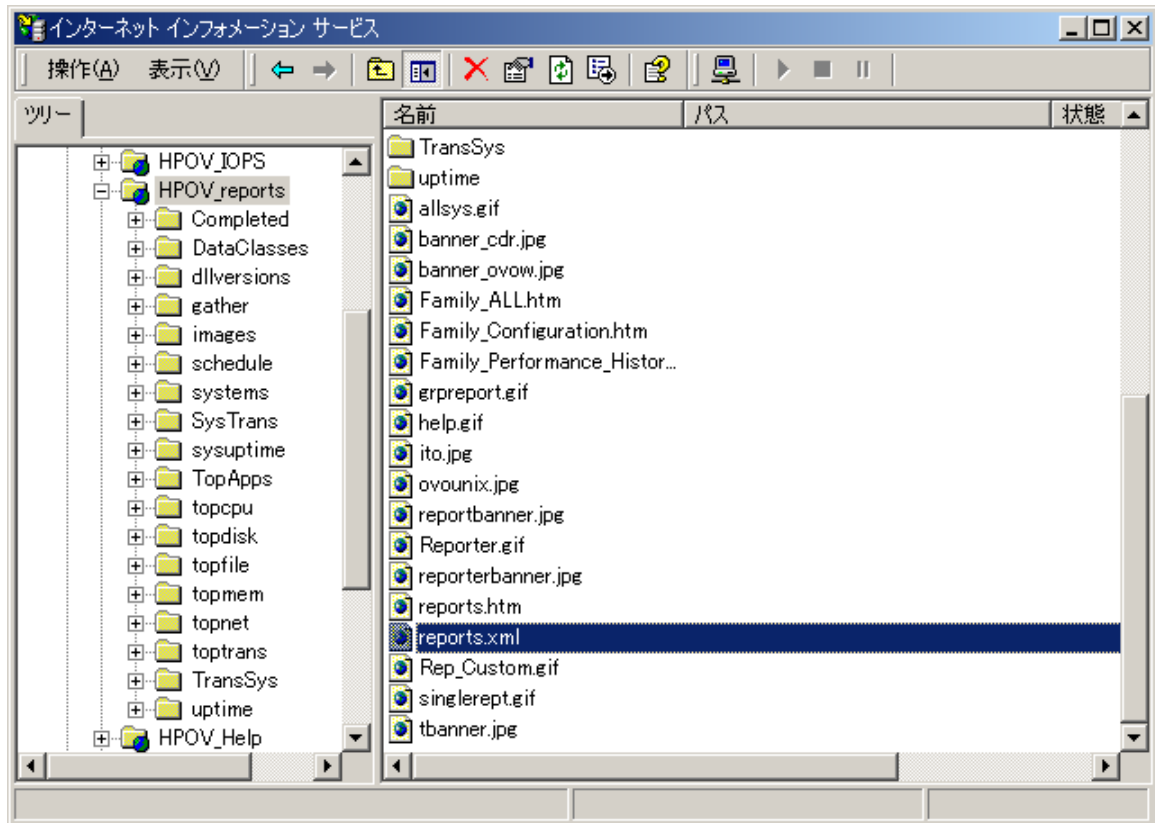 インターネット インフォメーション サービス
操作(A) 表示(V)
ツリー
HPOV_IOPS
HPOV_reports
Completed
DataClasses
dllversions
gather
images
schedule
systems
SysTrans
sysuptime
TopApps
topcpu
topdisk
topfile
topmem
topnet
toptrans
TransSys
uptime
HPOV_Help
名前 パス 状態
TransSys
uptime
allsys.gif
banner_cdr.jpg
banner_ovow.jpg
Family_ALL.htm
Family_Configuration.htm
Family_Performance_Histor...
grpreport.gif
help.gif
ito.jpg
ovounix.jpg
reportbanner.jpg
Reporter.gif
reporterbanner.jpg
reports.htm
reports.xml
Rep_Custom.gif
singlerept.gif
tbanner.jpg